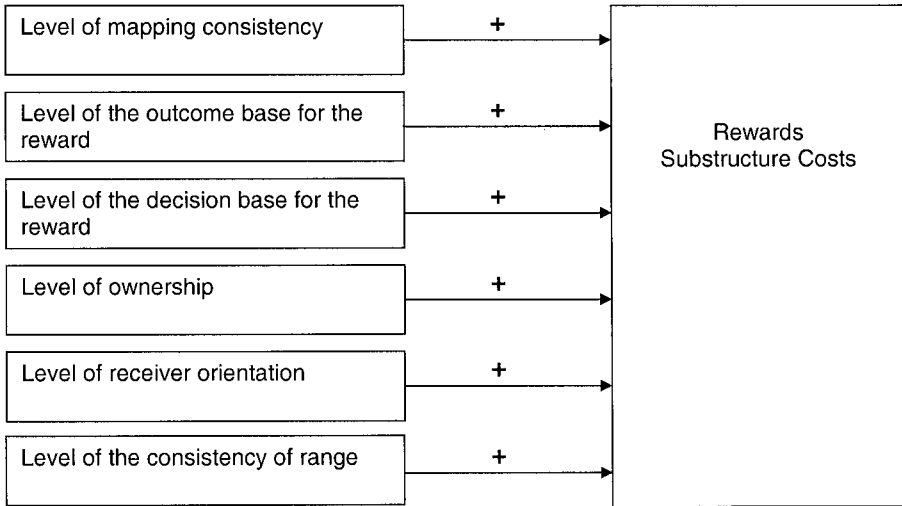 Level of mapping consistency
+
Level of the outcome base for the
reward
+
Level of the decision base for the
reward
+
Level of ownership
+
Level of receiver orientation
+
Level of the consistency of range
+
Rewards
Substructure Costs